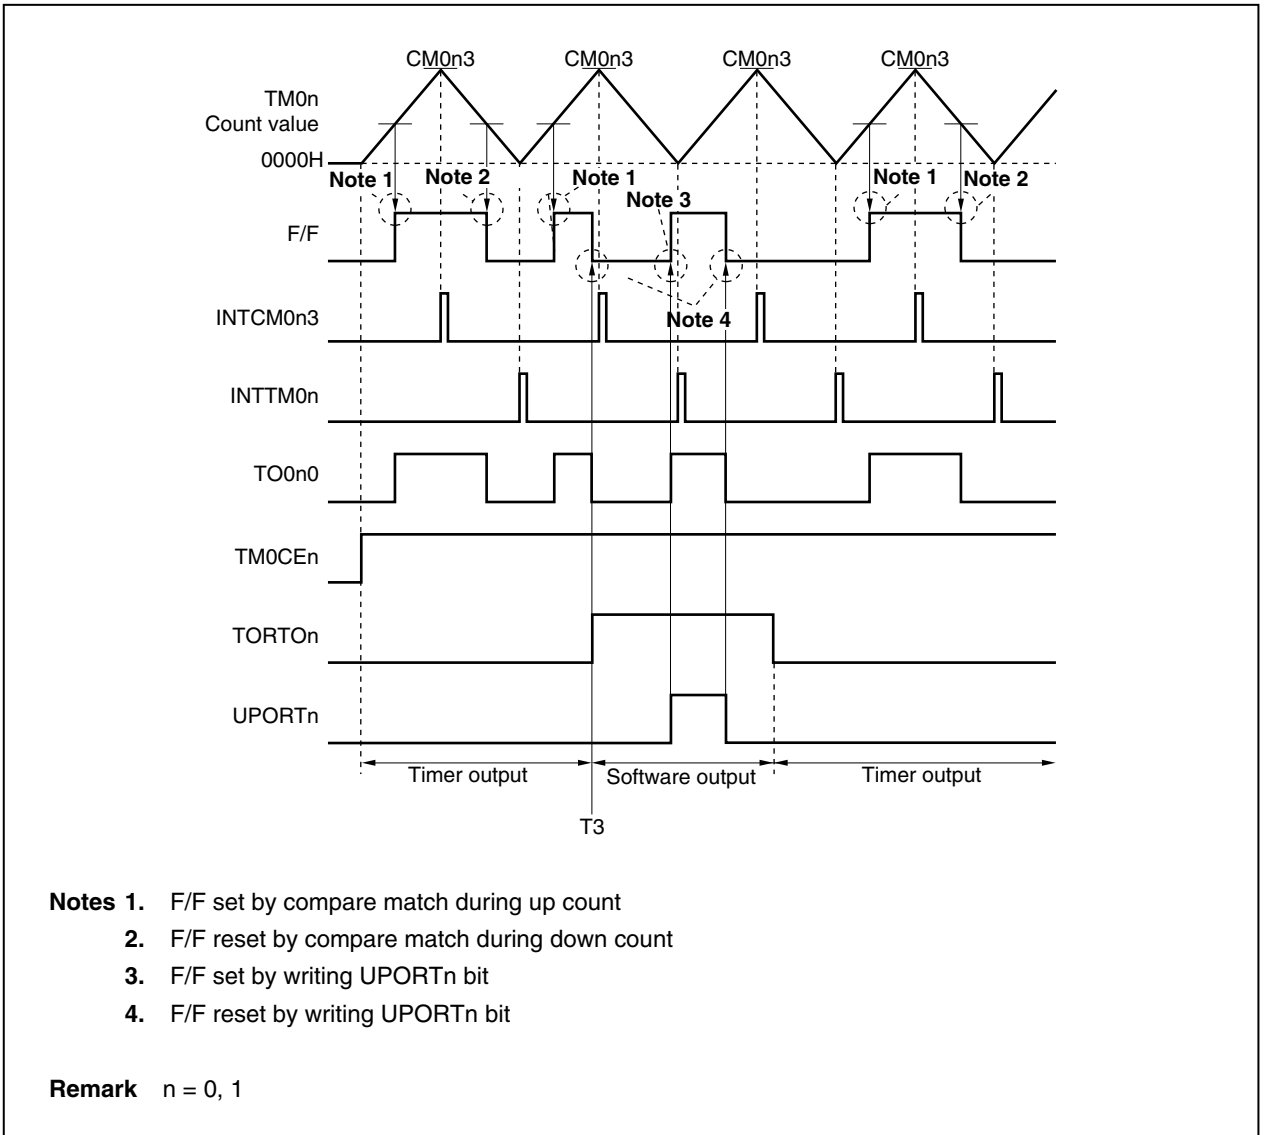 CM0n3 CM0n3 CM0n3 CM0n3
TM0n
Count value
0000H
Note 1 Note 2 Note 1 Note 3 Note 1 Note 2
F/F
Note 4
INTCM0n3
INTTM0n
TO0n0
TM0CEn
TORTOn
UPORTn
Timer output Software output Timer output
T3
Notes 1. F/F set by compare match during up count
2. F/F reset by compare match during down count
3. F/F set by writing UPORTn bit
4. F/F reset by writing UPORTn bit
Remark n = 0, 1